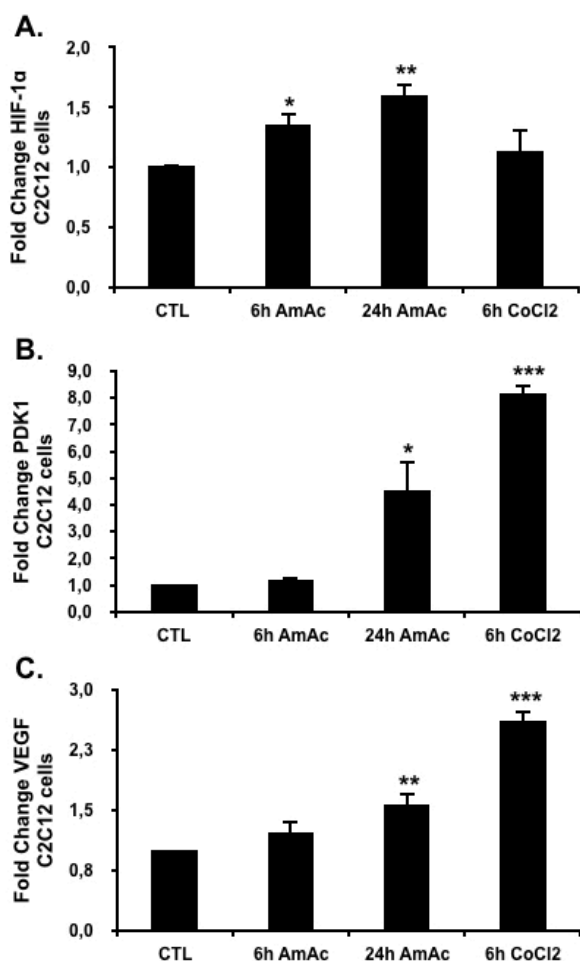 A.
Fold Change HIF-1α
C2C12 cells
2,0
1,5
1,0
0,5
0,0
*
**
CTL
6h AmAc
24h AmAc
6h CoCl2
B.
Fold Change PDK1
C2C12 cells
9,0
8,0
7,0
6,0
5,0
4,0
3,0
2,0
1,0
0,0
*
***
CTL
6h AmAc
24h AmAc
6h CoCl2
C.
Fold Change VEGF
C2C12 cells
3,0
2,3
1,5
0,8
0,0
**
***
CTL
6h AmAc
24h AmAc
6h CoCl2